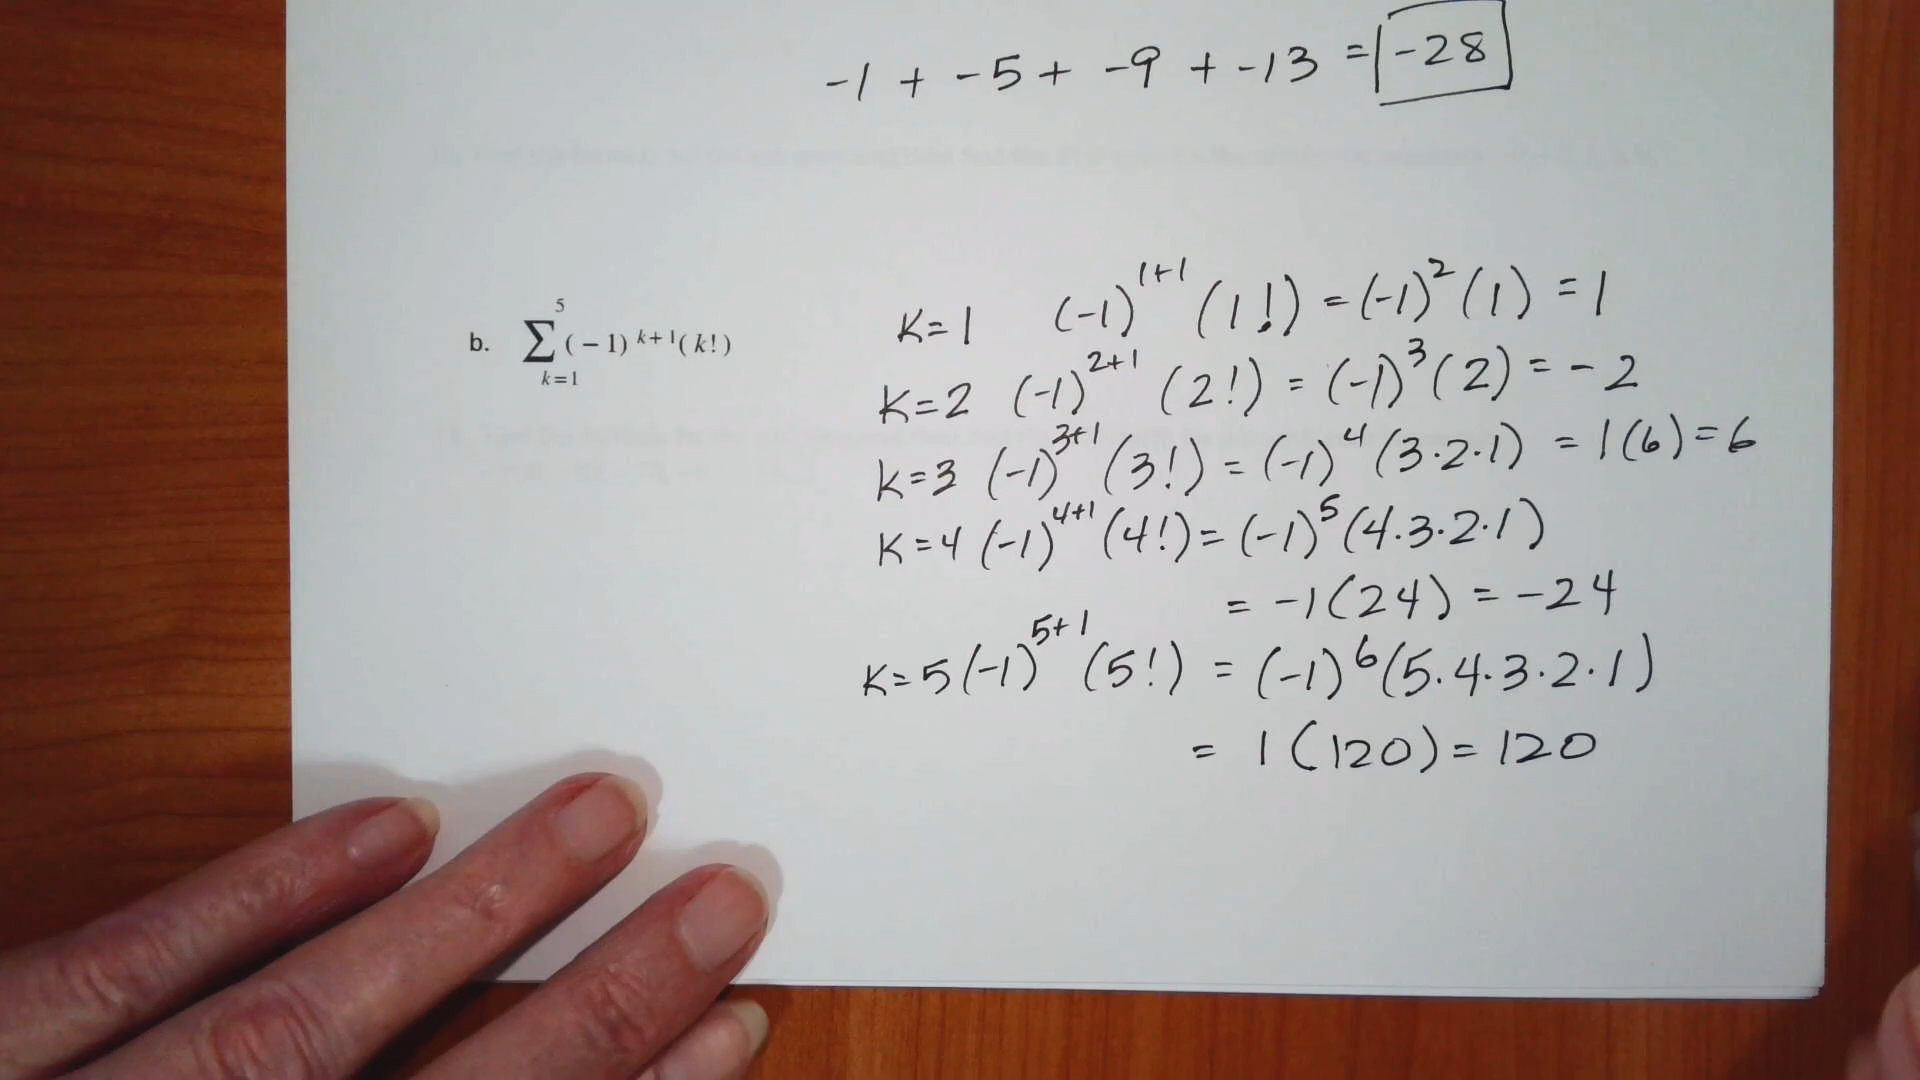 -1 + -5 + -9 + -13 = -28
b. 5 ∑ k=1 (-1)^{k+1}(k!)
K=1 (-1)^{1+1} (1!) = (-1)^2 (1) = 1
K=2 (-1)^{2+1} (2!) = (-1)^3 (2) = -2
K=3 (-1)^{3+1} (3!) = (-1)^4 (3·2·1) = 1(6) = 6
K=4 (-1)^{4+1} (4!) = (-1)^5 (4·3·2·1)
= -1(24) = -24
K=5 (-1)^{5+1} (5!) = (-1)^6 (5·4·3·2·1)
= 1(120) = 120